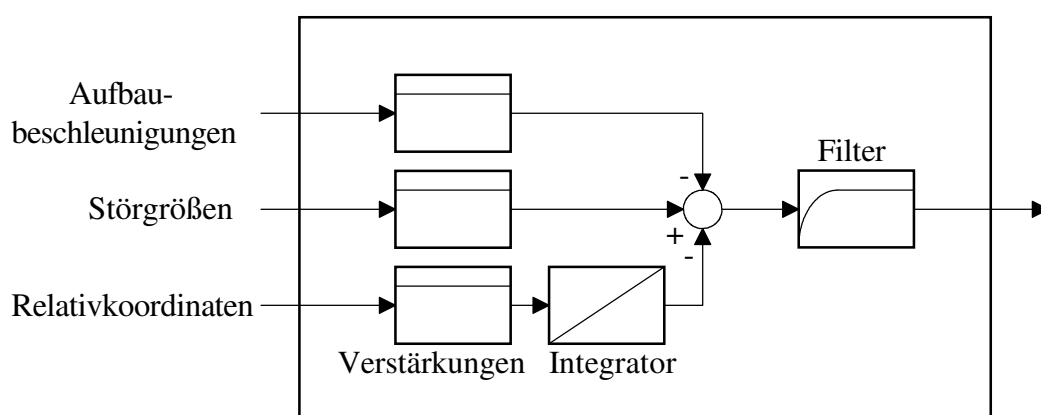 Aufbau-
beschleunigungen
Störgrößen
Relativkoordinaten
Verstärkungen
Integrator
Filter
-
+
-